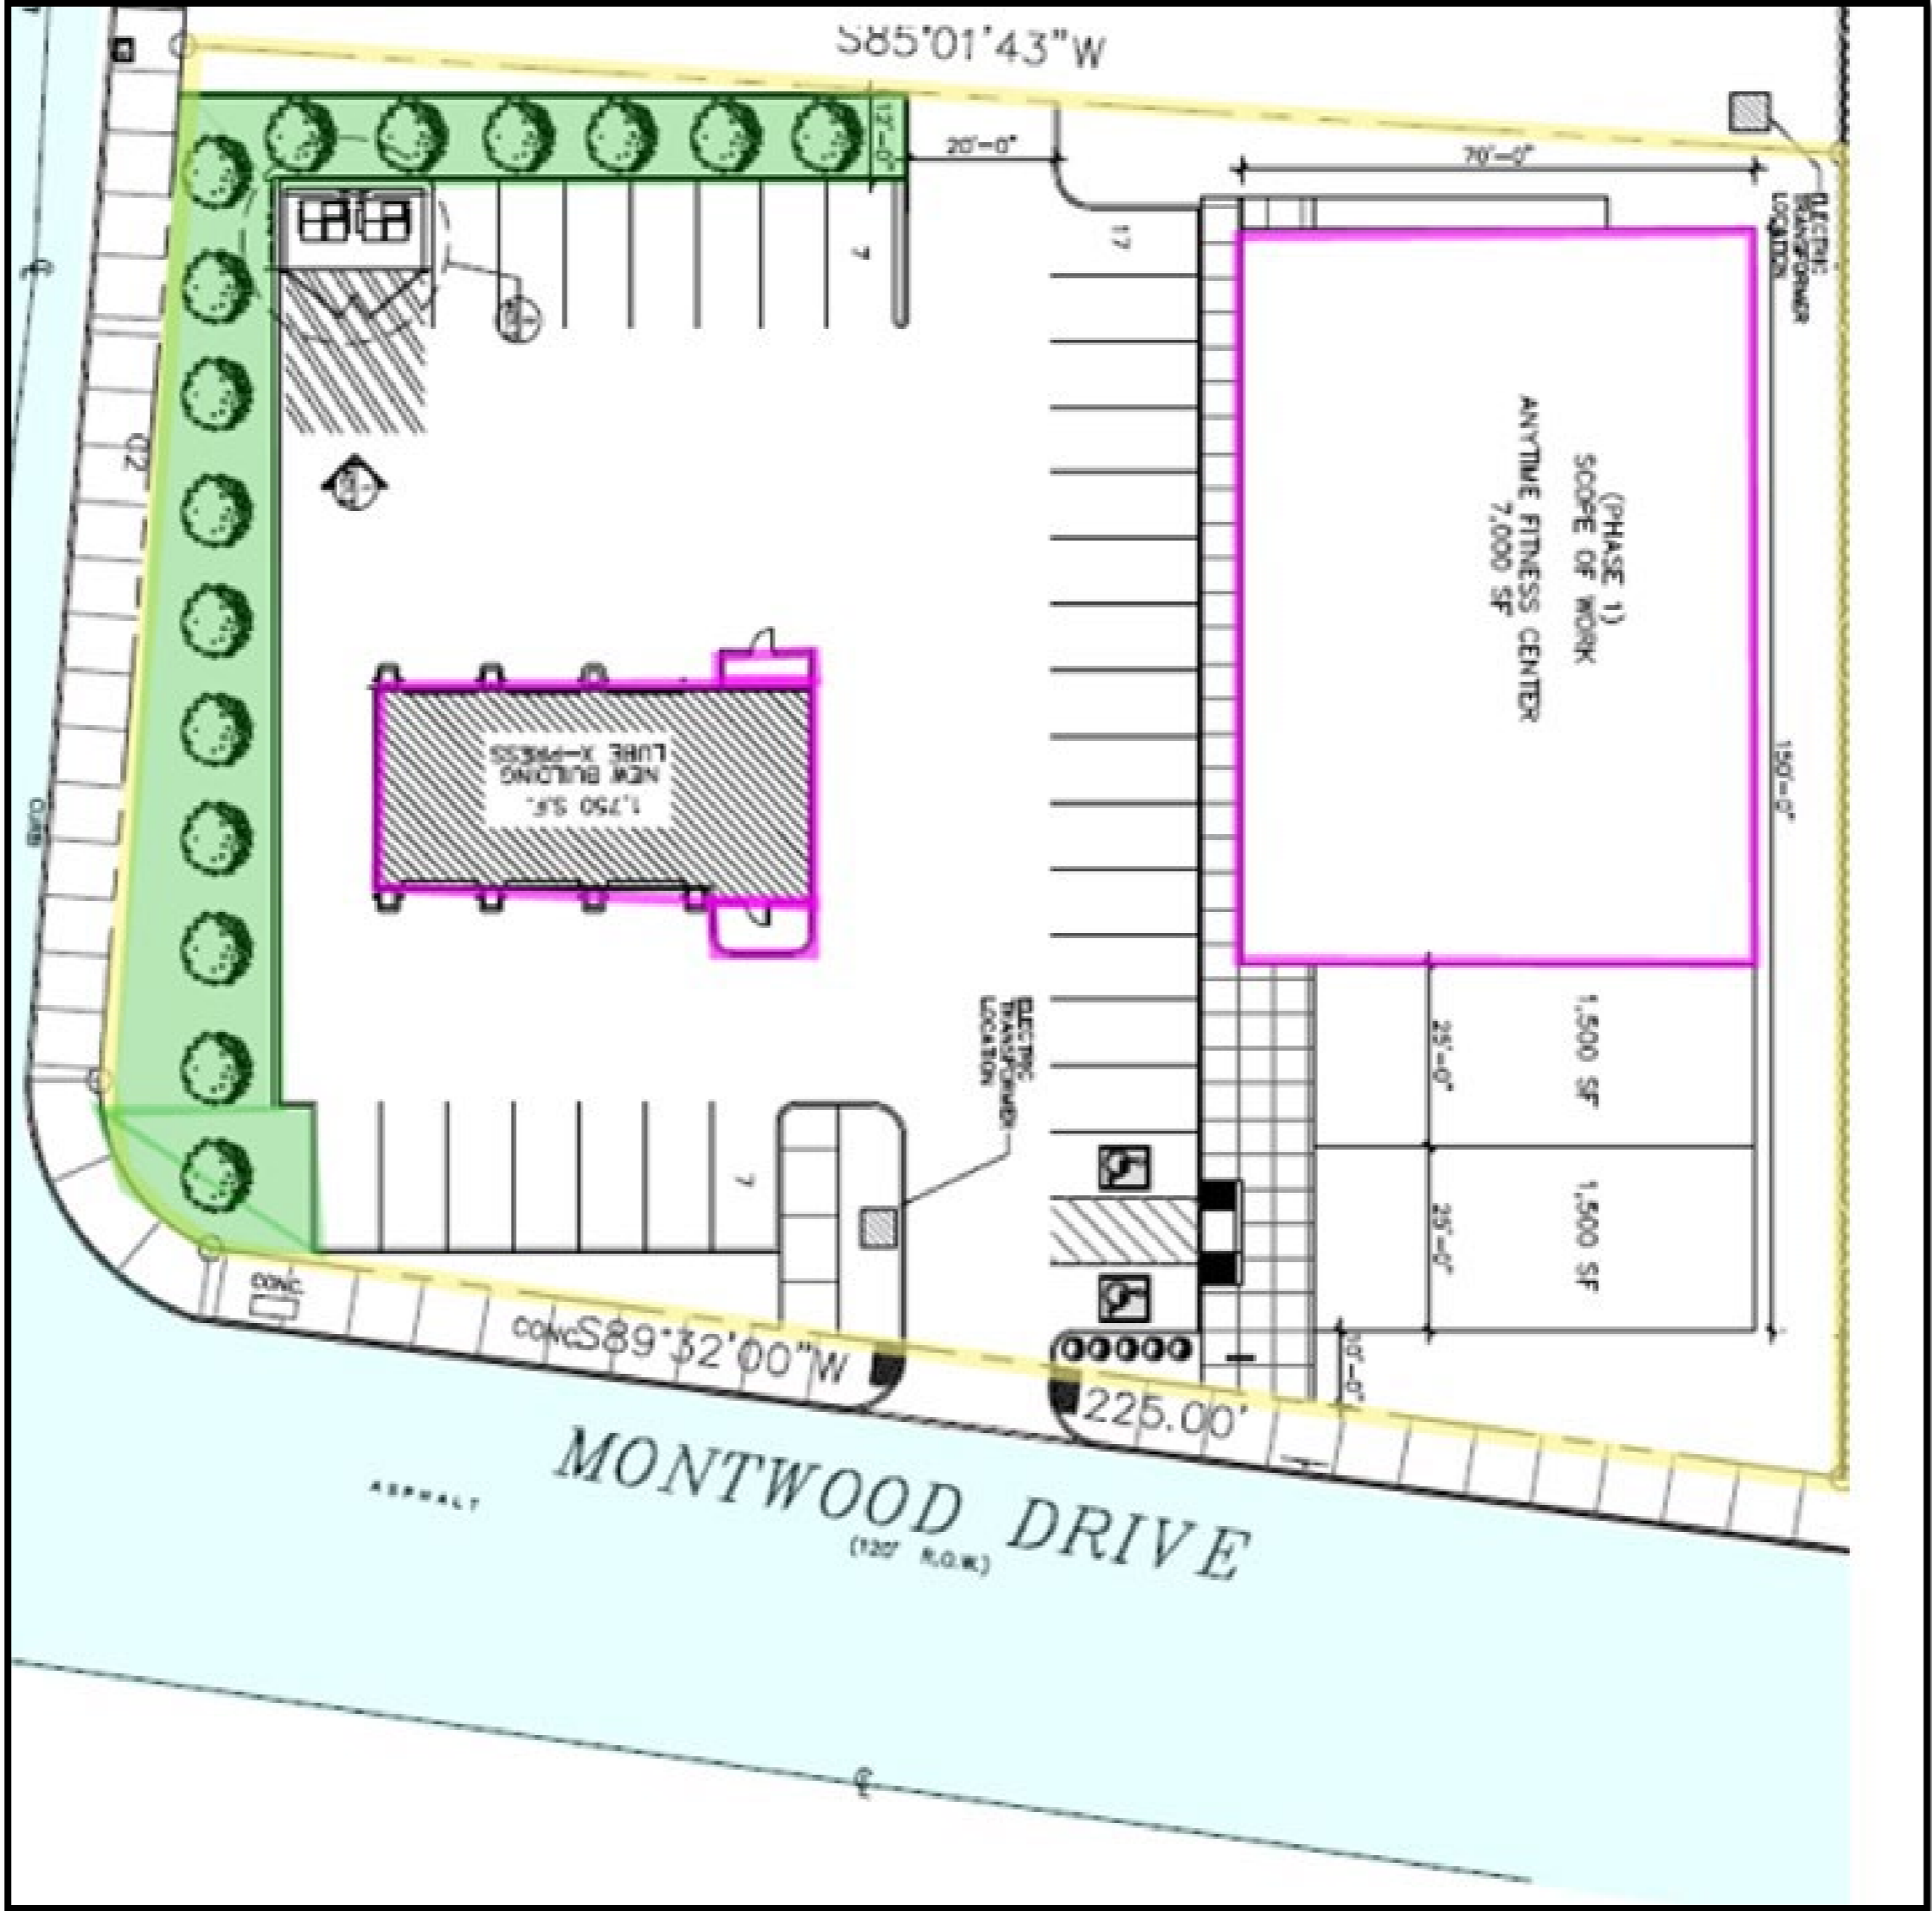 S85°01'43"W
12'-0"
20'-0"
70'-0"
ELECTRIC
TRANSFORMER
LOCATION
7
17
C2
(PHASE 1)
SCOPE OF WORK
ANYTIME FITNESS CENTER
7,000 SF
150'-0"
1,750 S.F.
NEW BUILDING
LUBE X-PRESS
CURB
ELECTRIC
TRANSFORMER
LOCATION
1,500 SF
25'-0"
7
1,500 SF
25'-0"
CONC.
CONC.
S89°32'00"W
10'-0"
225.00'
MONTWOOD DRIVE
(120' R.O.W.)
ASPHALT